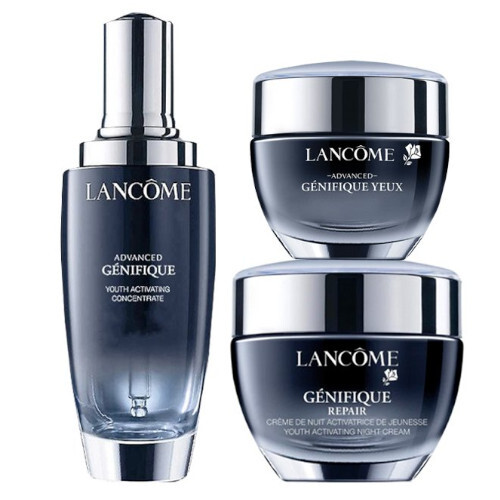 LANCÔME
ADVANCED
GÉNIFIQUE
YOUTH ACTIVATING
CONCENTRATE
LANCÔME
–ADVANCED–
GÉNIFIQUE YEUX
LANCÔME
GÉNIFIQUE
REPAIR
CRÈME DE NUIT ACTIVATRICE DE JEUNESSE
YOUTH ACTIVATING NIGHT CREAM